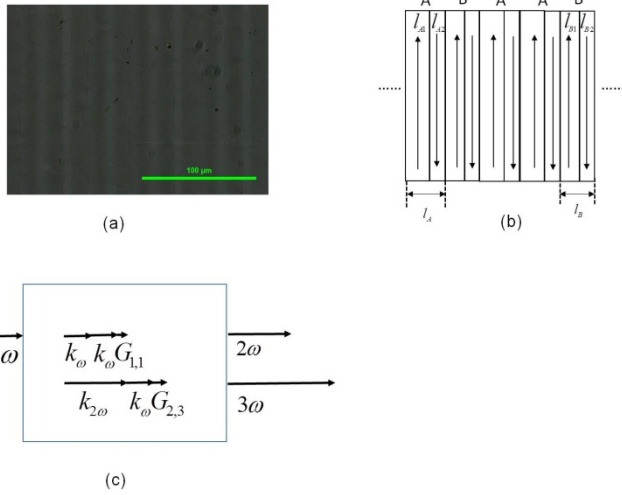 100 μm
(a)
A B A A B
l_{A1} l_{A2} l_{B1} l_{B2}
...... ......
l_A l_B
(b)
ω
k_ω k_ω G_{1,1}
2ω
k_{2ω} k_ω G_{2,3}
3ω
(c)